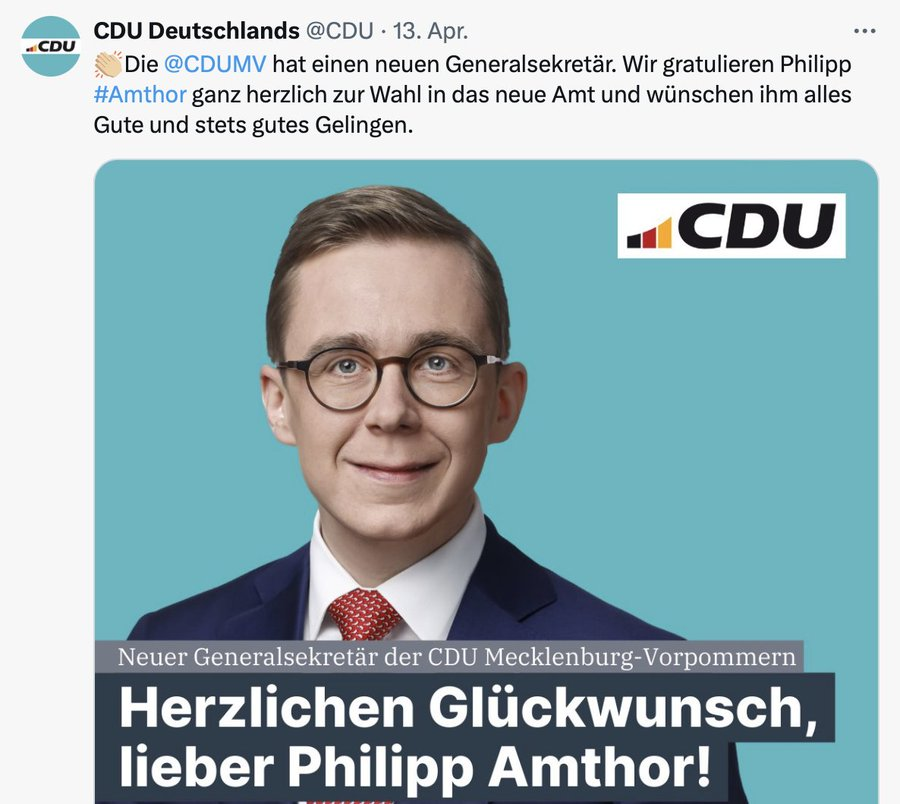 CDU
CDU Deutschlands @CDU · 13. Apr.
👏🏻Die @CDUMV hat einen neuen Generalsekretär. Wir gratulieren Philipp
#Amthor ganz herzlich zur Wahl in das neue Amt und wünschen ihm alles
Gute und stets gutes Gelingen.
CDU
Neuer Generalsekretär der CDU Mecklenburg-Vorpommern
Herzlichen Glückwunsch,
lieber Philipp Amthor!